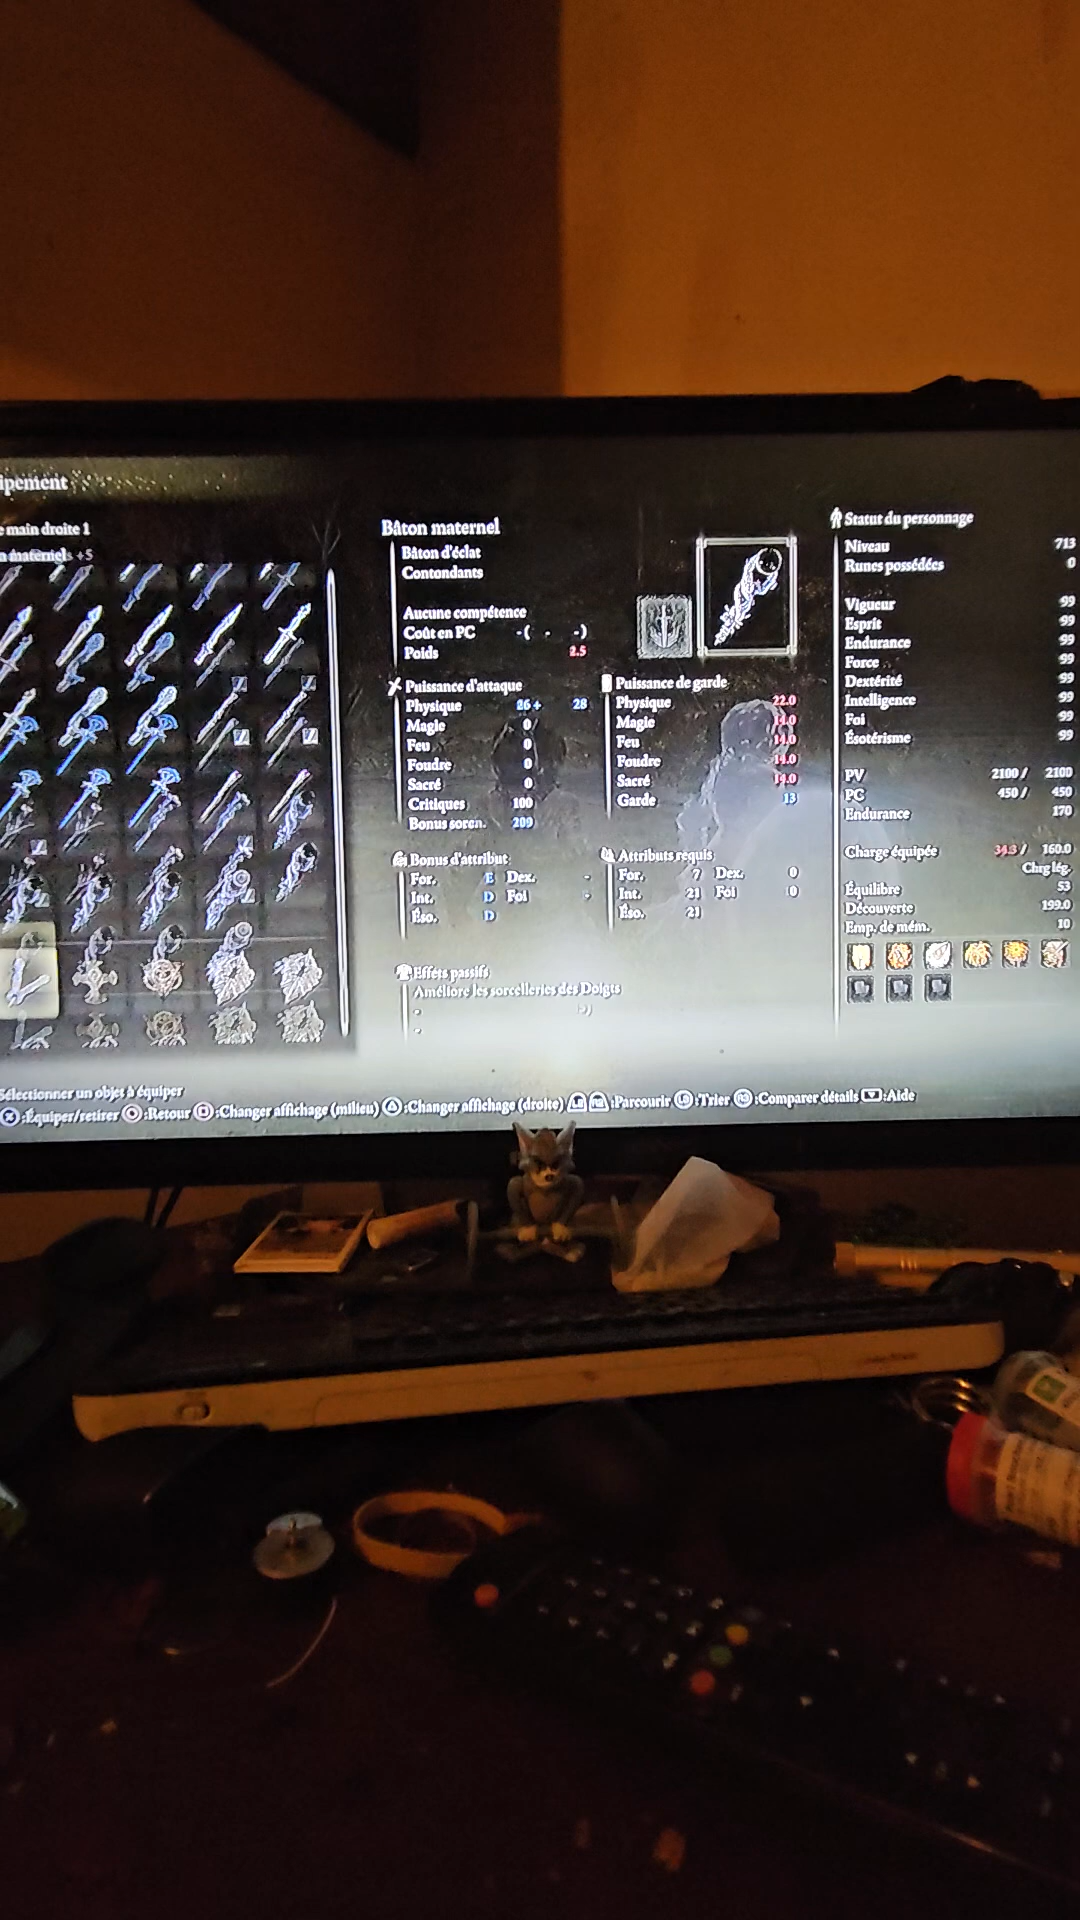 ipement
e main droite 1
n maternels +5
Bâton maternel
Bâton d'éclat
Contondants
Aucune compétence
Coût en PC -( - -)
Poids 2.5
Puissance d'attaque
Physique 26 + 28
Magie 0
Feu 0
Foudre 0
Sacré 0
Critiques 100
Bonus sorcn. 209
Puissance de garde
Physique 22.0
Magie 14.0
Feu 14.0
Foudre 14.0
Sacré 14.0
Garde 13
Bonus d'attribut
For. E Dex. -
Int. D Foi -
Éso. D
Attributs requis
For. 7 Dex. 0
Int. 21 Foi 0
Éso. 21
Effets passifs
Améliore les sorcelleries des Doigts
-
-
Statut du personnage
Niveau 713
Runes possédées 0
Vigueur 99
Esprit 99
Endurance 99
Force 99
Dextérité 99
Intelligence 99
Foi 99
Ésotérisme 99
PV 2100 / 2100
PC 450 / 450
Endurance 170
Charge équipée 34.3 / 160.0
Chrg lég.
Équilibre 53
Découverte 199.0
Emp. de mém. 10
Sélectionner un objet à équiper
:Équiper/retirer :Retour :Changer affichage (milieu) :Changer affichage (droite) :Parcourir :Trier :Comparer détails :Aide